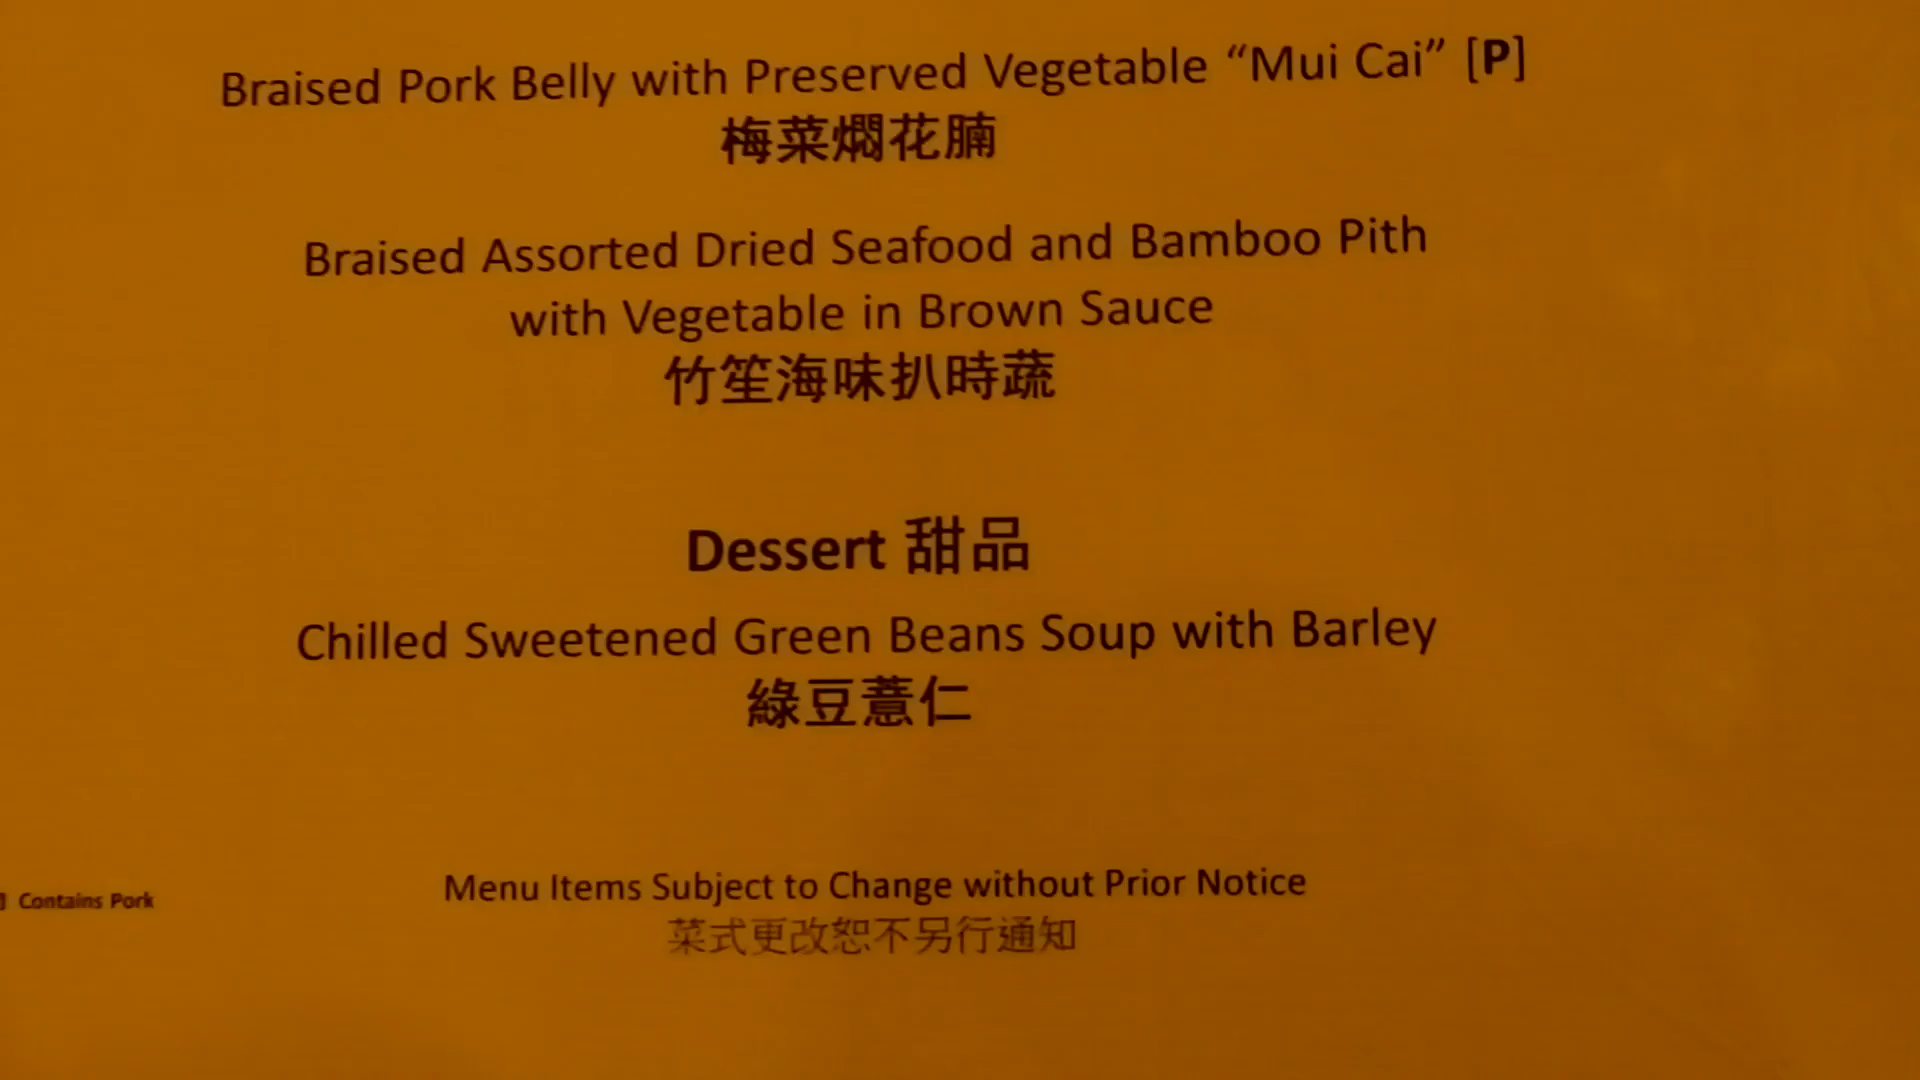 Braised Pork Belly with Preserved Vegetable “Mui Cai” [P]
梅菜燜花腩
Braised Assorted Dried Seafood and Bamboo Pith
with Vegetable in Brown Sauce
竹笙海味扒時蔬
Dessert 甜品
Chilled Sweetened Green Beans Soup with Barley
綠豆薏仁
Menu Items Subject to Change without Prior Notice
Contains Pork
菜式更改恕不另行通知